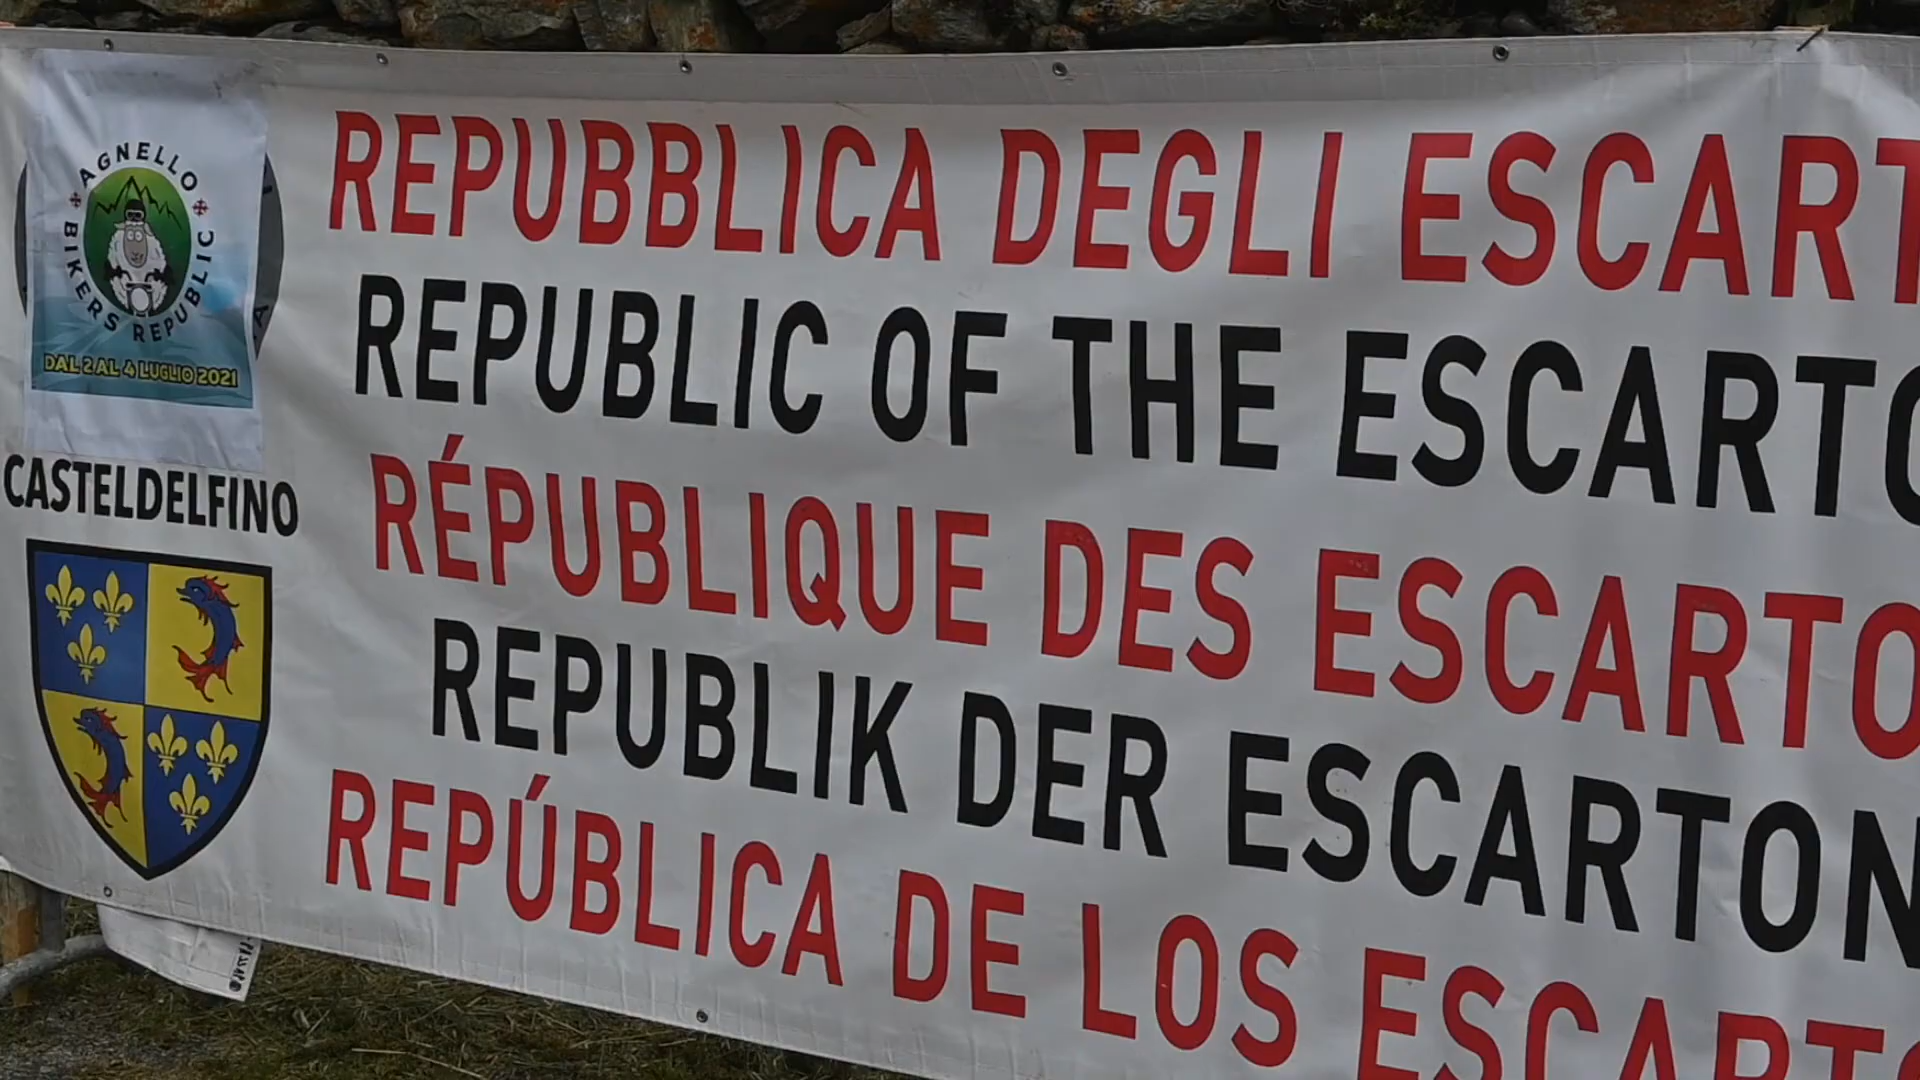 AGNELLO
BIKERS REPUBLIC
DAL 2 AL 4 LUGLIO 2021
CASTELDELFINO
REPUBBLICA DEGLI ESCART
REPUBLIC OF THE ESCARTO
RÉPUBLIQUE DES ESCARTO
REPUBLIK DER ESCARTON
REPÚBLICA DE LOS ESCARTO